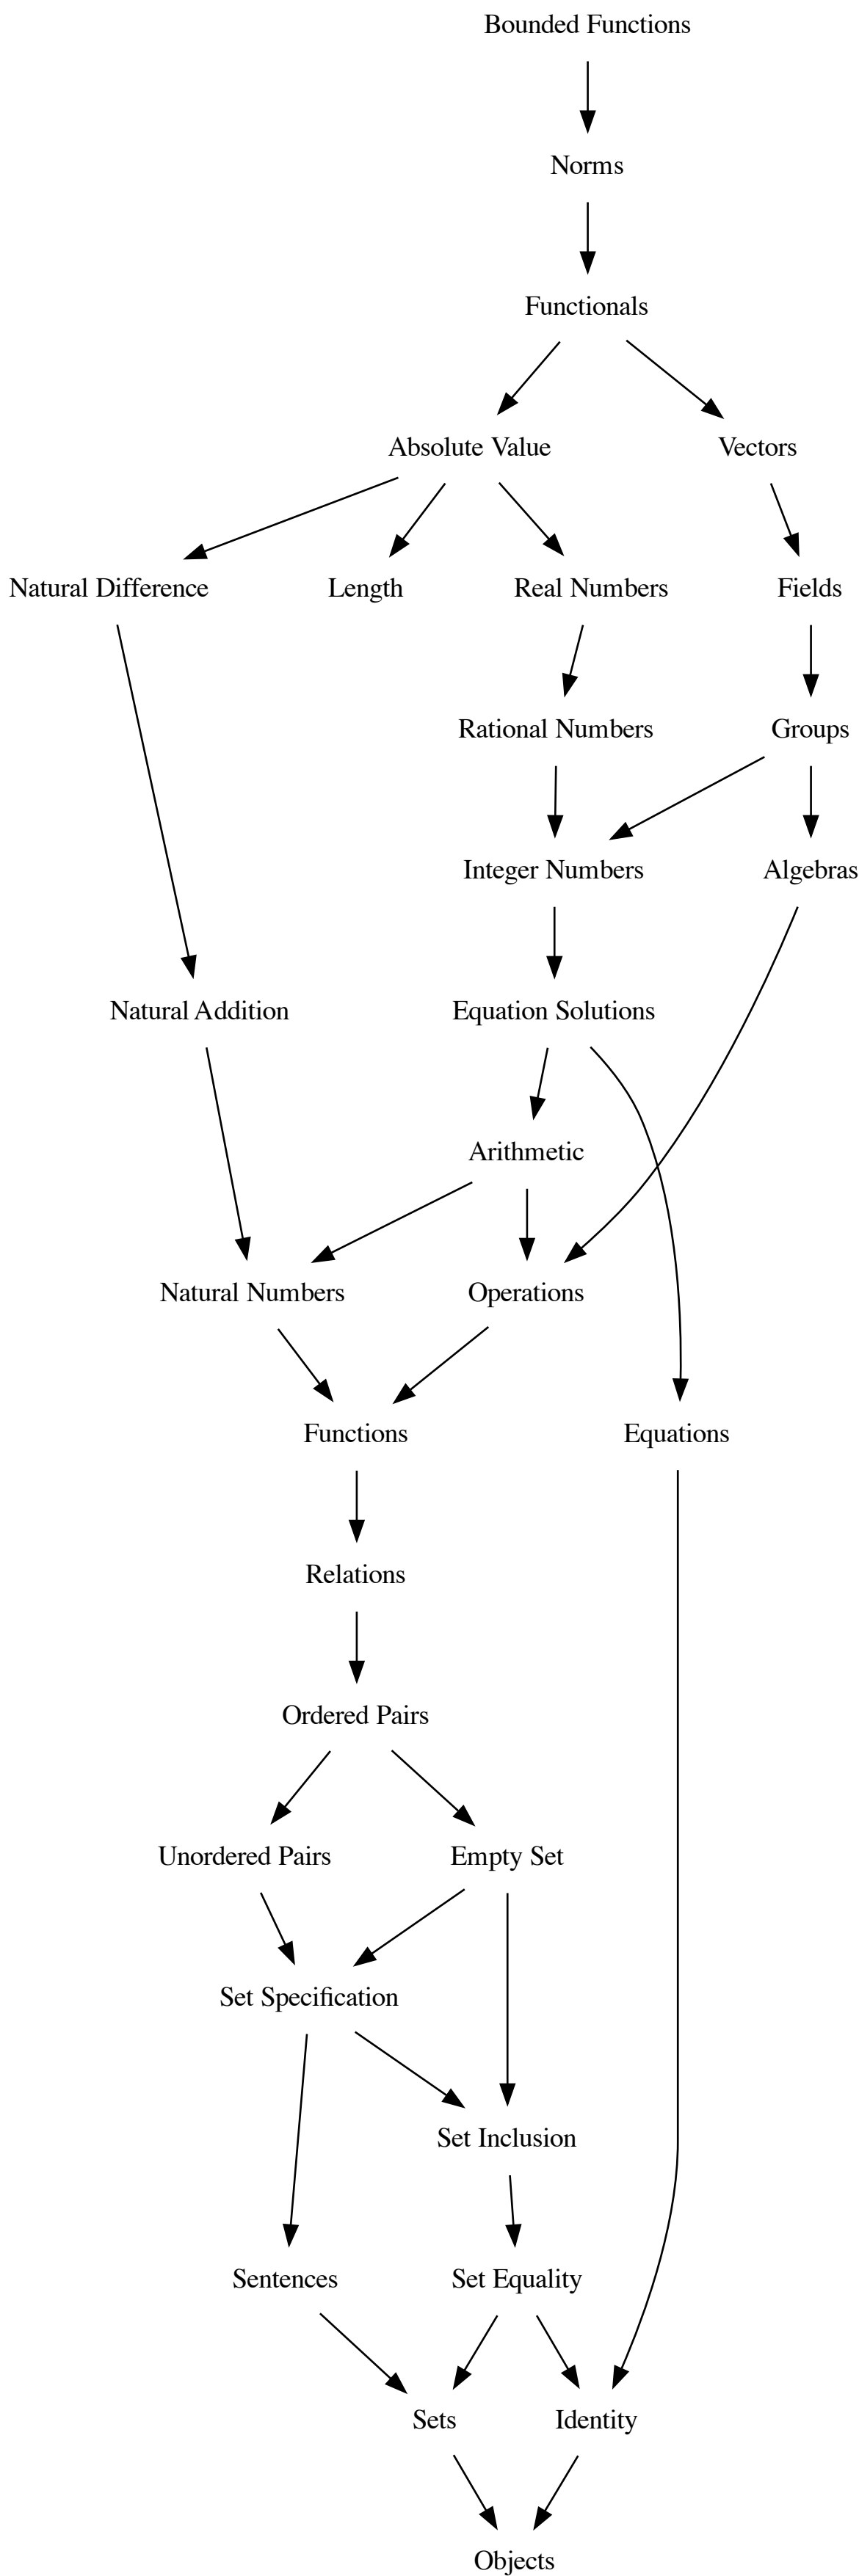 Bounded Functions
Norms
Functionals
Absolute Value
Vectors
Natural Difference
Length
Real Numbers
Fields
Rational Numbers
Groups
Integer Numbers
Algebras
Natural Addition
Equation Solutions
Arithmetic
Natural Numbers
Operations
Functions
Equations
Relations
Ordered Pairs
Unordered Pairs
Empty Set
Set Specification
Set Inclusion
Sentences
Set Equality
Sets
Identity
Objects